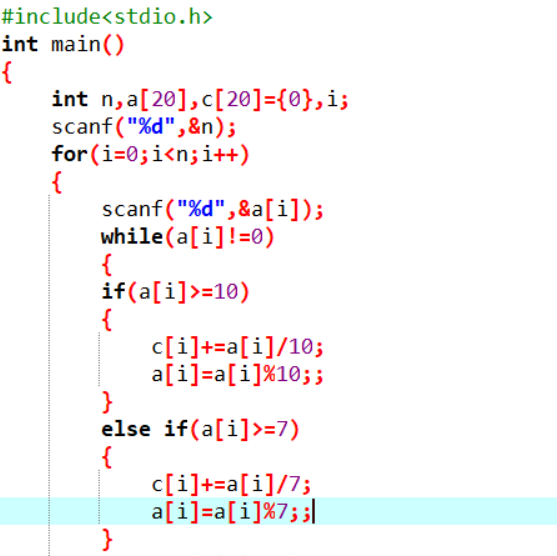 #include<stdio.h>
int main()
{
    int n,a[20],c[20]={0},i;
    scanf("%d",&n);
    for(i=0;i<n;i++)
    {
        scanf("%d",&a[i]);
        while(a[i]!=0)
        {
        if(a[i]>=10)
        {
            c[i]+=a[i]/10;
            a[i]=a[i]%10;;
        }
        else if(a[i]>=7)
        {
            c[i]+=a[i]/7;
            a[i]=a[i]%7;;
        }